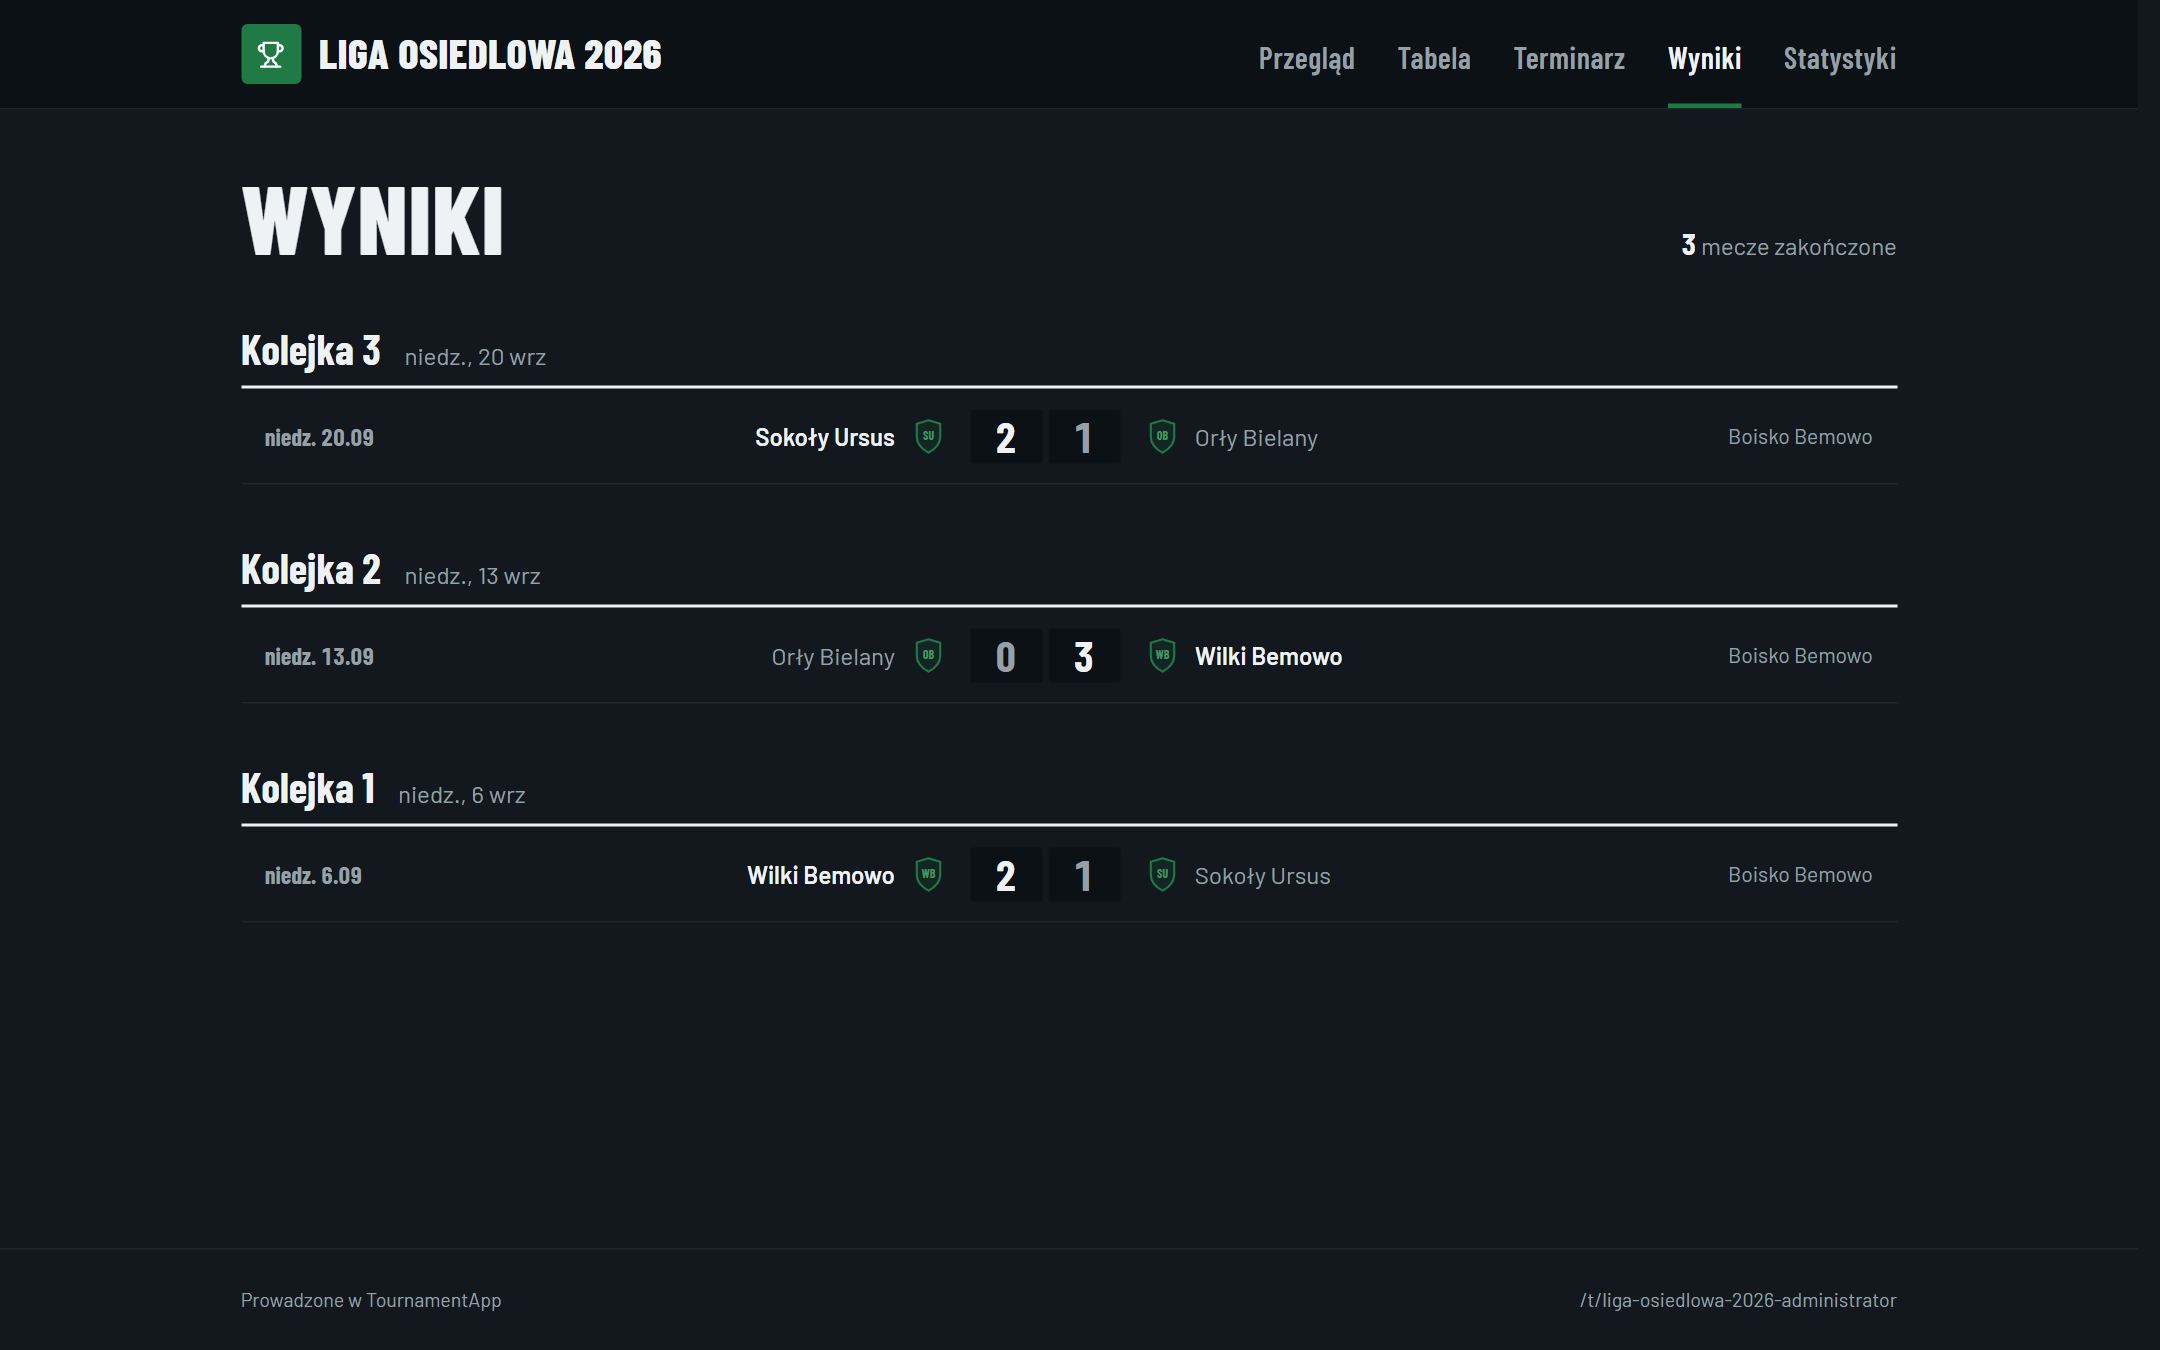 LIGA OSIEDLOWA 2026
Przegląd Tabela Terminarz Wyniki Statystyki
WYNIKI
3 mecze zakończone
Kolejka 3 niedz., 20 wrz
niedz. 20.09 Sokoły Ursus SU 2 1 OB Orły Bielany Boisko Bemowo
Kolejka 2 niedz., 13 wrz
niedz. 13.09 Orły Bielany OB 0 3 WB Wilki Bemowo Boisko Bemowo
Kolejka 1 niedz., 6 wrz
niedz. 6.09 Wilki Bemowo WB 2 1 SU Sokoły Ursus Boisko Bemowo
Prowadzone w TournamentApp /t/liga-osiedlowa-2026-administrator